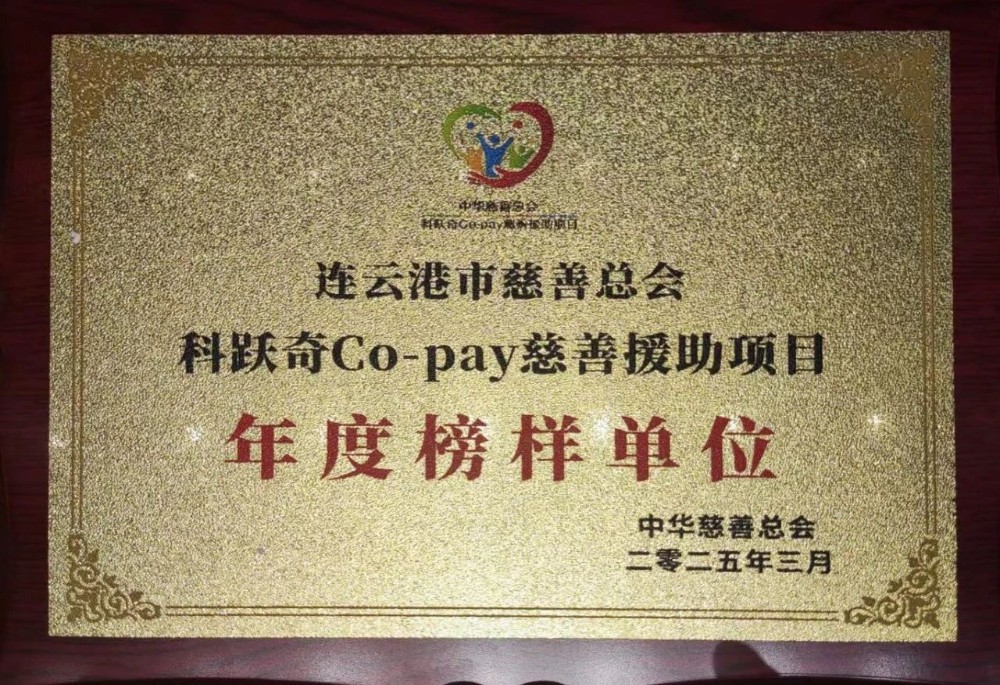 中华慈善总会
科跃奇Co-pay慈善援助项目
连云港市慈善总会
科跃奇Co-pay慈善援助项目
年度榜样单位
中华慈善总会
二零二五年三月